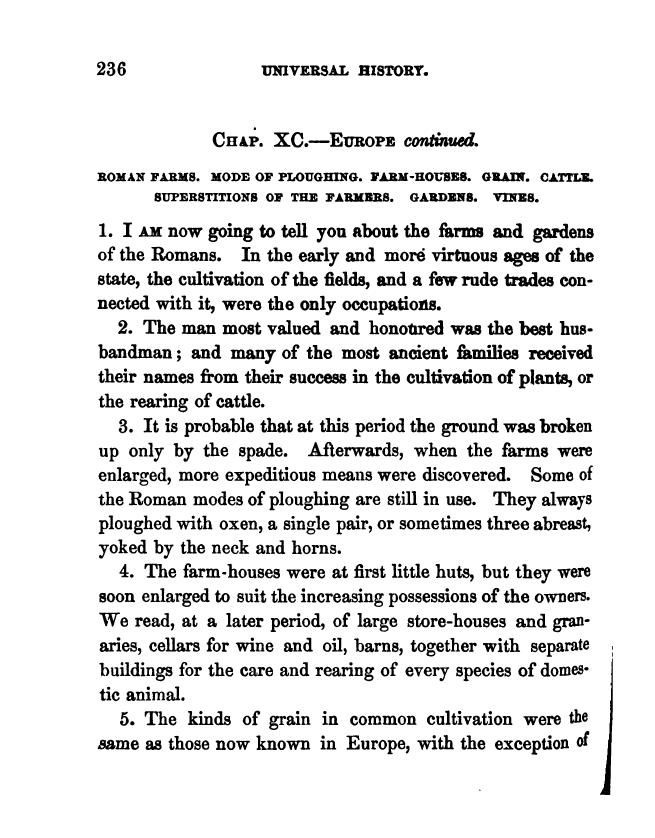 236 UNIVERSAL HISTORY.
CHAP. XC.—EUROPE continued.
ROMAN FARMS. MODE OF PLOUGHING. FARM-HOUSES. GRAIN. CATTLE.
SUPERSTITIONS OF THE FARMERS. GARDENS. VINES.
1. I AM now going to tell you about the farms and gardens
of the Romans. In the early and more virtuous ages of the
state, the cultivation of the fields, and a few rude trades con-
nected with it, were the only occupations.
2. The man most valued and honoured was the best hus-
bandman; and many of the most ancient families received
their names from their success in the cultivation of plants, or
the rearing of cattle.
3. It is probable that at this period the ground was broken
up only by the spade. Afterwards, when the farms were
enlarged, more expeditious means were discovered. Some of
the Roman modes of ploughing are still in use. They always
ploughed with oxen, a single pair, or sometimes three abreast,
yoked by the neck and horns.
4. The farm-houses were at first little huts, but they were
soon enlarged to suit the increasing possessions of the owners.
We read, at a later period, of large store-houses and gran-
aries, cellars for wine and oil, barns, together with separate
buildings for the care and rearing of every species of domes-
tic animal.
5. The kinds of grain in common cultivation were the
same as those now known in Europe, with the exception of